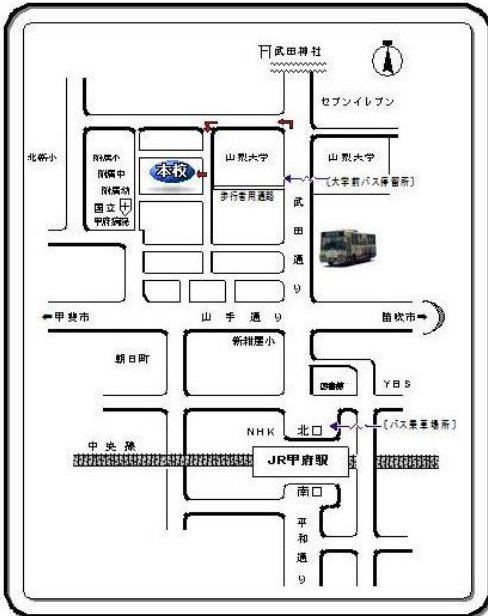 武田神社
セブンイレブン
北新小
附属小
附属中
附属幼
国立
甲府病院
本校
山梨大学
山梨大学
[大学前バス停留所]
歩行者用通路
武田通り
←甲斐市
山手通り
笛吹市→
新紺屋小
朝日町
図書館
YBS
NHK
北口
[バス乗車場所]
中央線
JR甲府駅
南口
平和通り